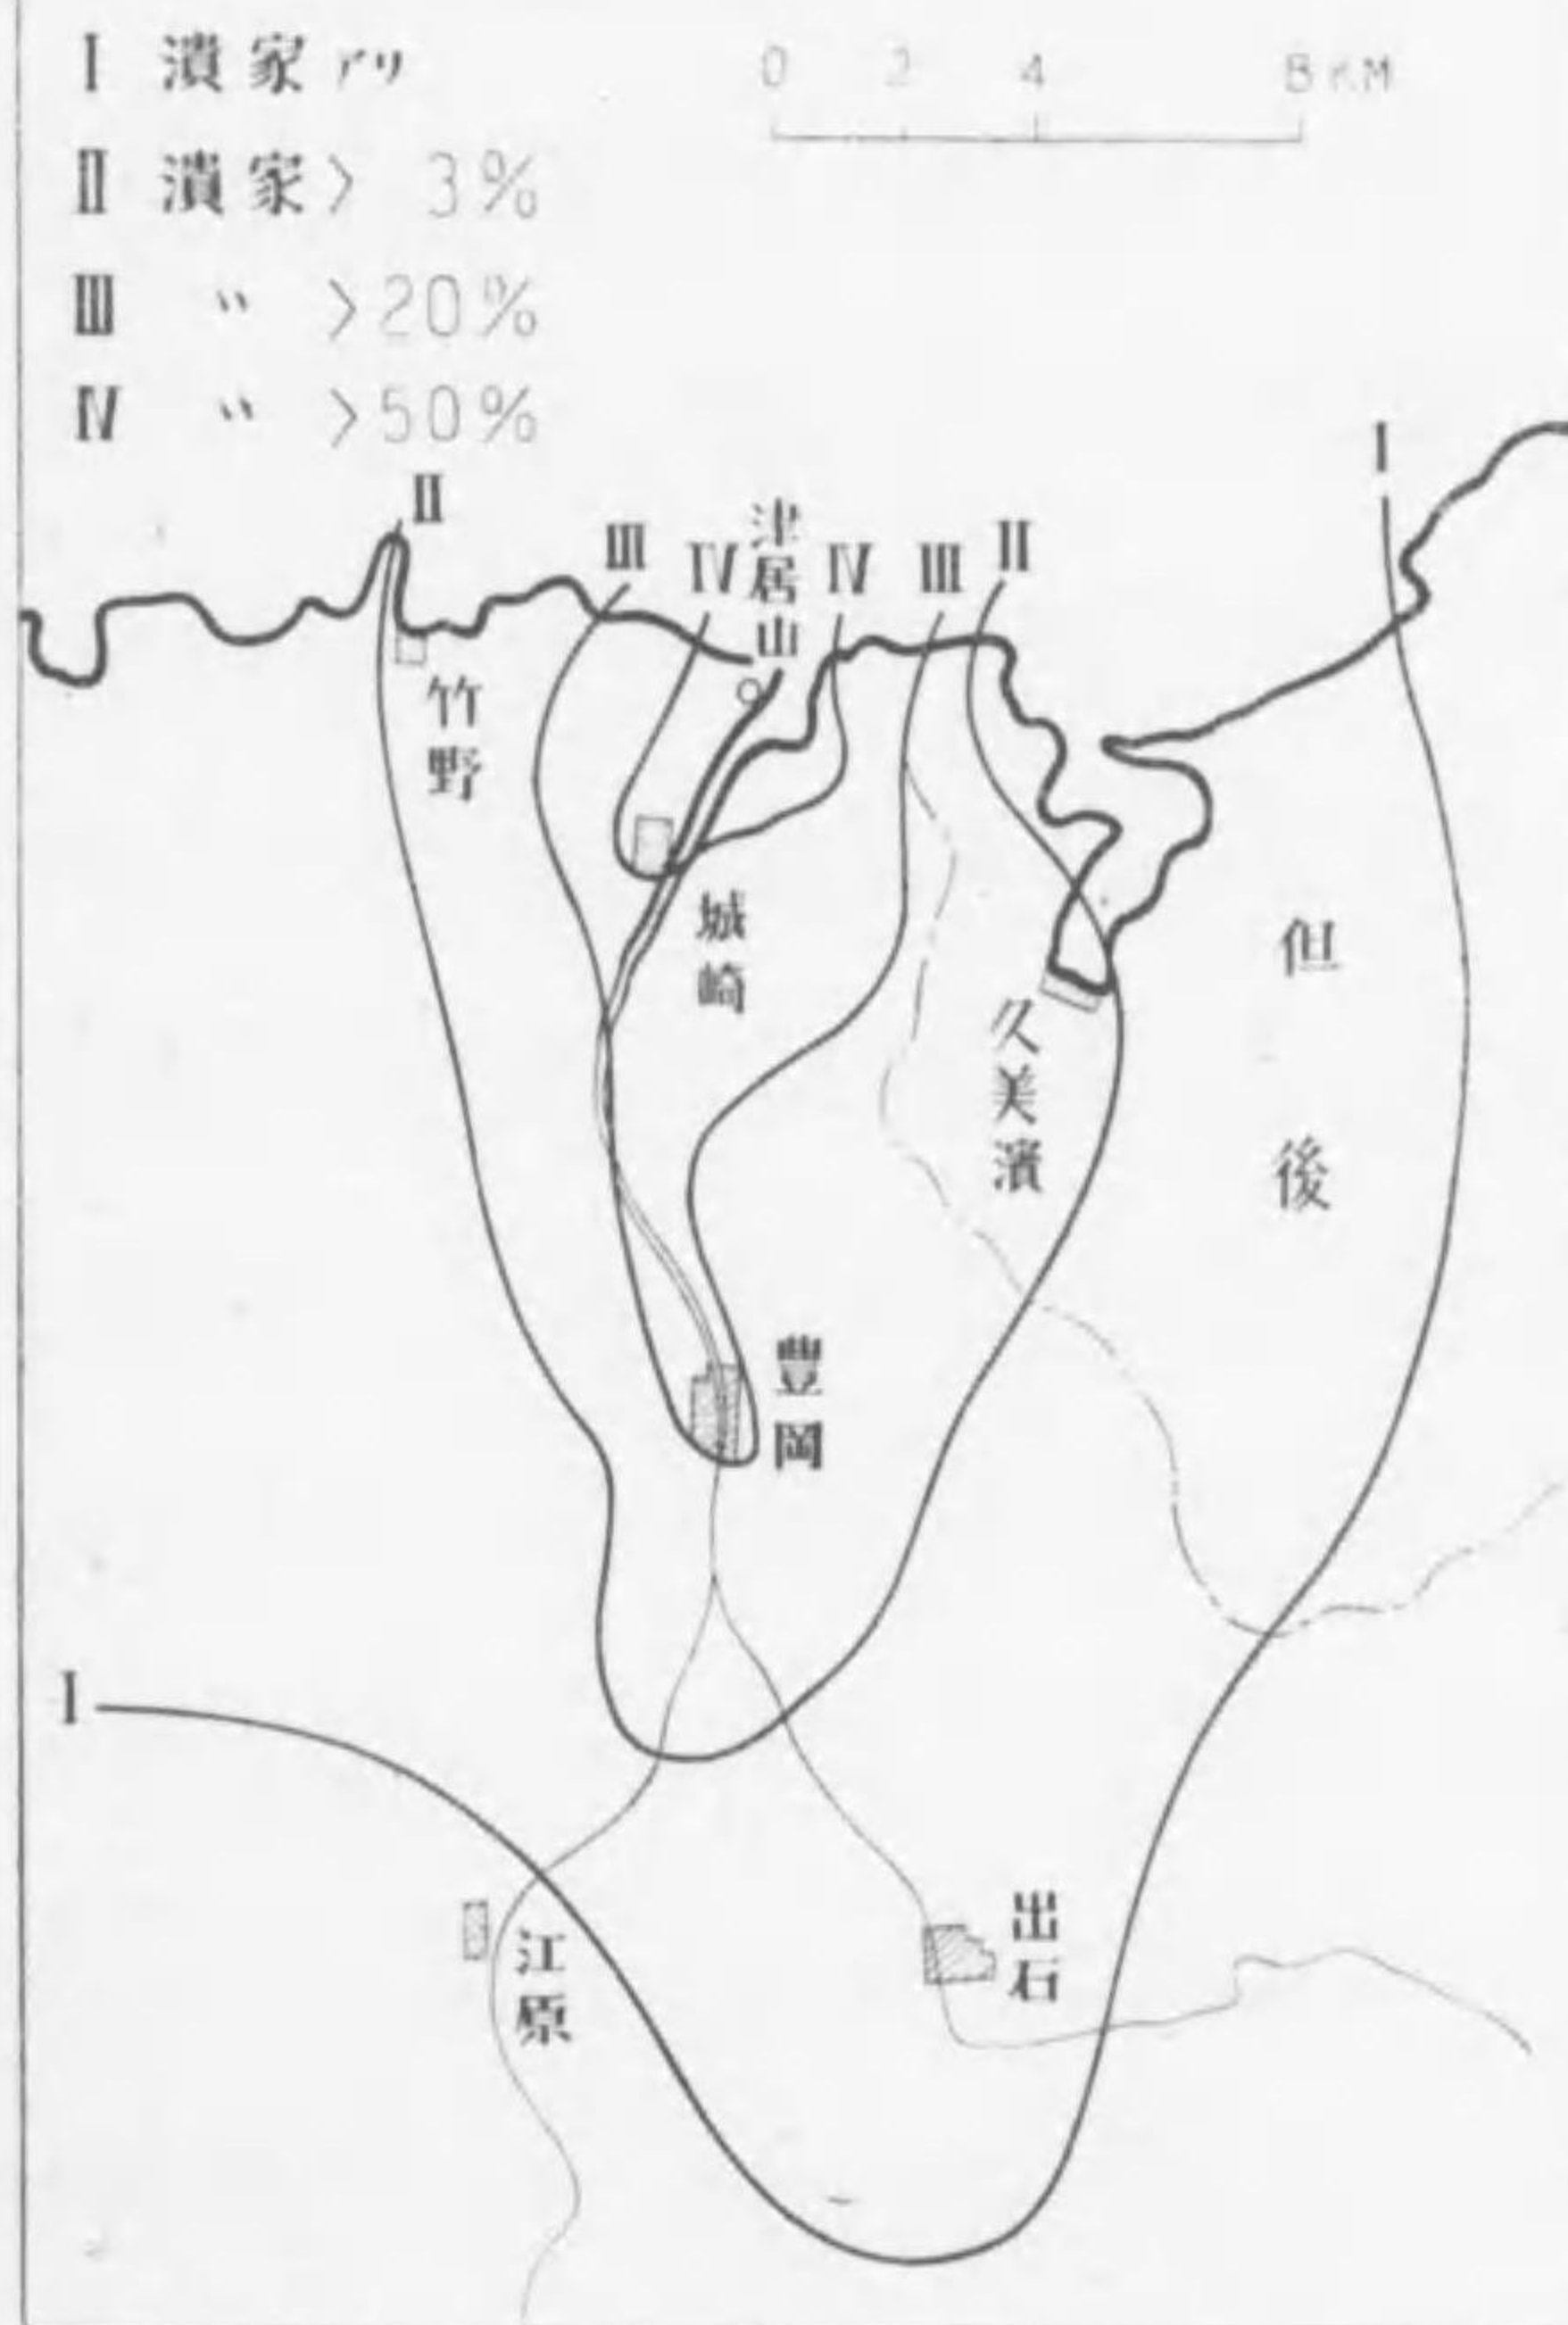 I 潰家アリ
II 潰家> 3%
III 〃 >20%
IV 〃 >50%
0 2 4 8KM
I
II
III
IV
津居山
IV
III
II
竹野
城崎
久美濱
但
後
豊岡
I
江原
出石